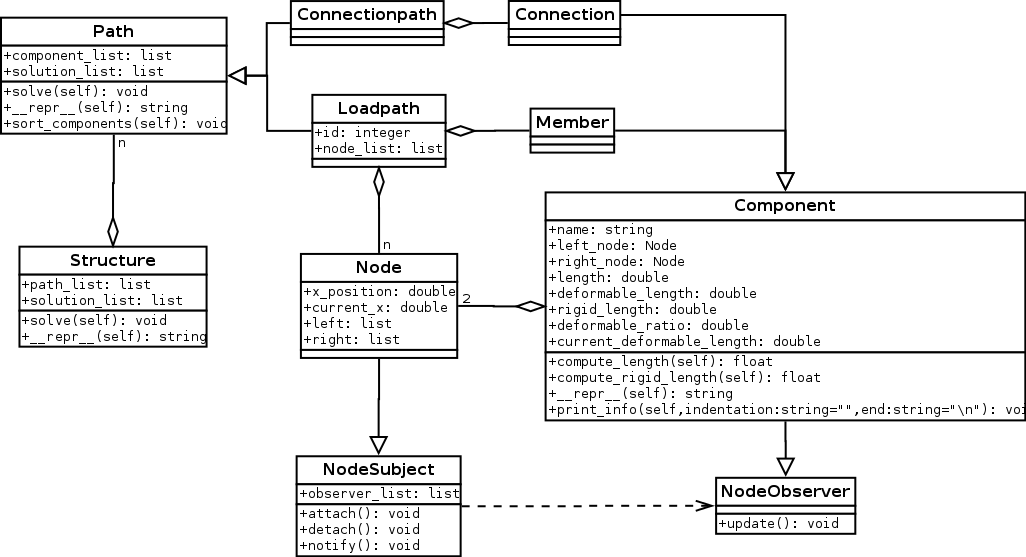 Path
+component_list: list
+solution_list: list
+solve(self): void
+__repr__(self): string
+sort_components(self): void
n
Connectionpath
Connection
Loadpath
+id: integer
+node_list: list
n
Member
Structure
+path_list: list
+solution_list: list
+solve(self): void
+__repr__(self): string
Node
+x_position: double
+current_x: double
+left: list
+right: list
2
Component
+name: string
+left_node: Node
+right_node: Node
+length: double
+deformable_length: double
+rigid_length: double
+deformable_ratio: double
+current_deformable_length: double
+compute_length(self): float
+compute_rigid_length(self): float
+__repr__(self): string
+print_info(self,indentation:string="",end:string="\n"): voi
NodeSubject
+observer_list: list
+attach(): void
+detach(): void
+notify(): void
NodeObserver
+update(): void